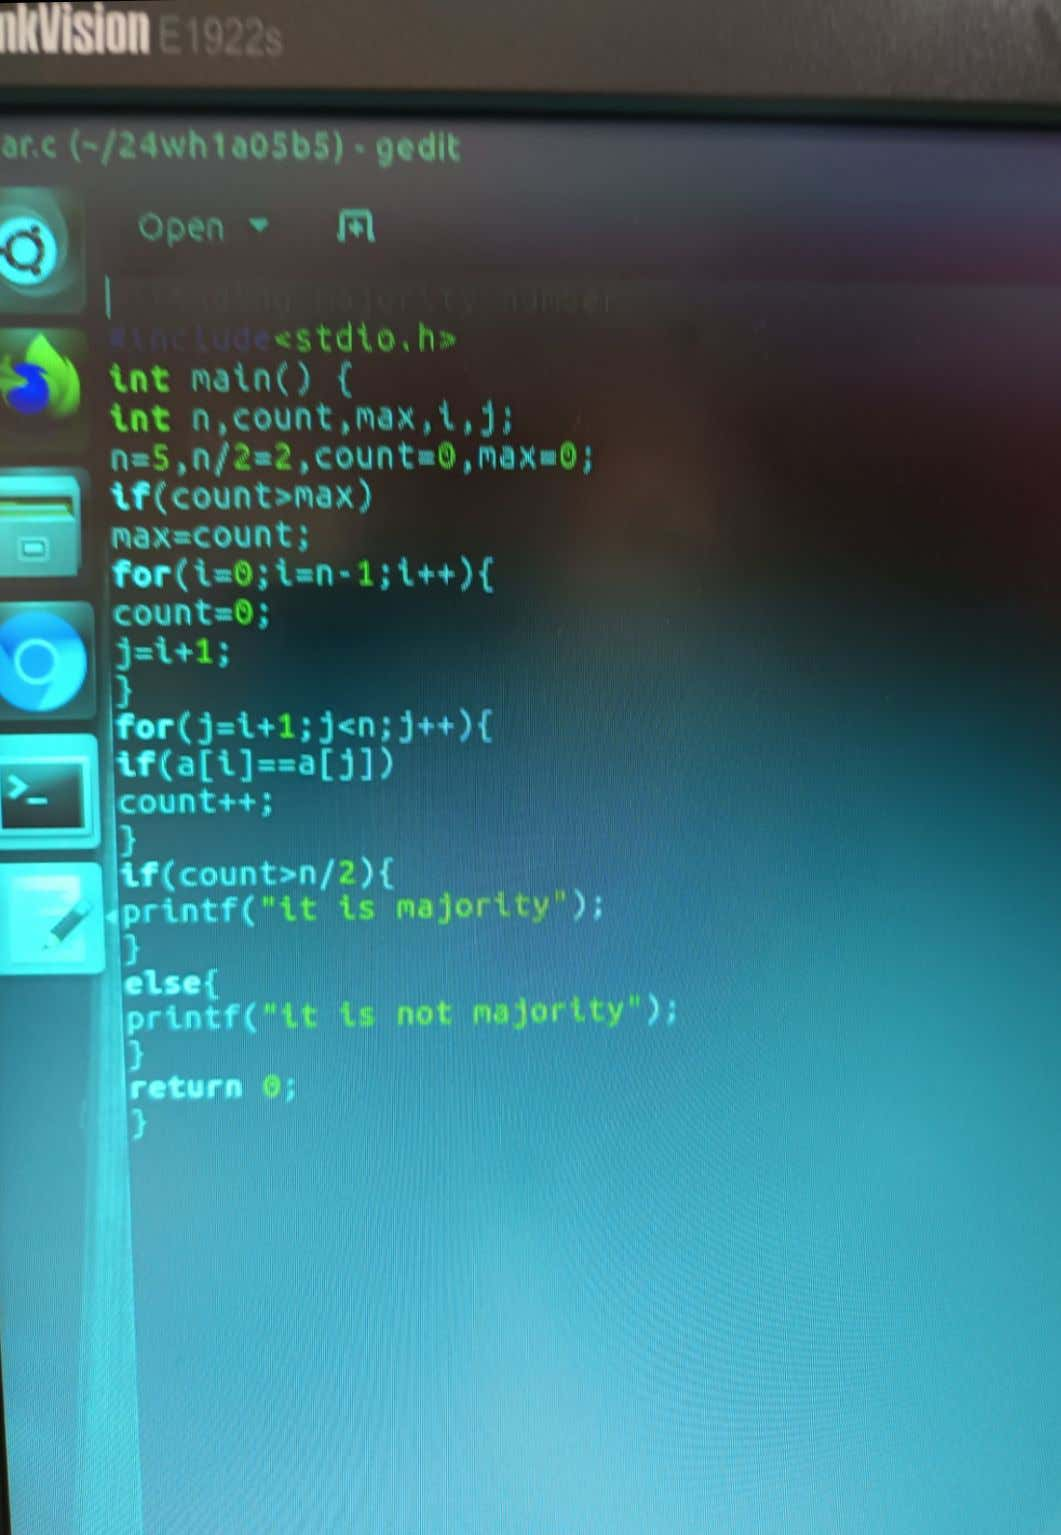 nkVision E1922s
ar.c (~/24wh1a05b5) - gedit
Open
majority number
#include<stdio.h>
int main() {
int n,count,max,i,j;
n=5,n/2=2,count=0,max=0;
if(count>max)
max=count;
for(i=0;i=n-1;i++){
count=0;
j=i+1;
}
for(j=i+1;j<n;j++){
if(a[i]==a[j])
count++;
}
if(count>n/2){
printf("it is majority");
}
else{
printf("it is not majority");
}
return 0;
}